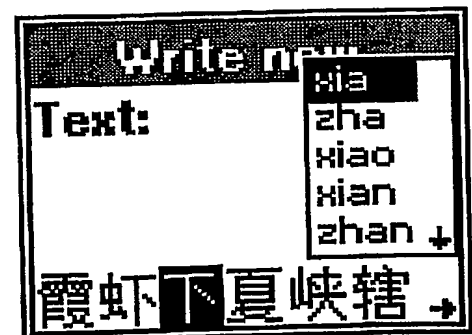 Write new
Text:
xia
zha
xiao
xian
zhan
霞虾下夏峡辖